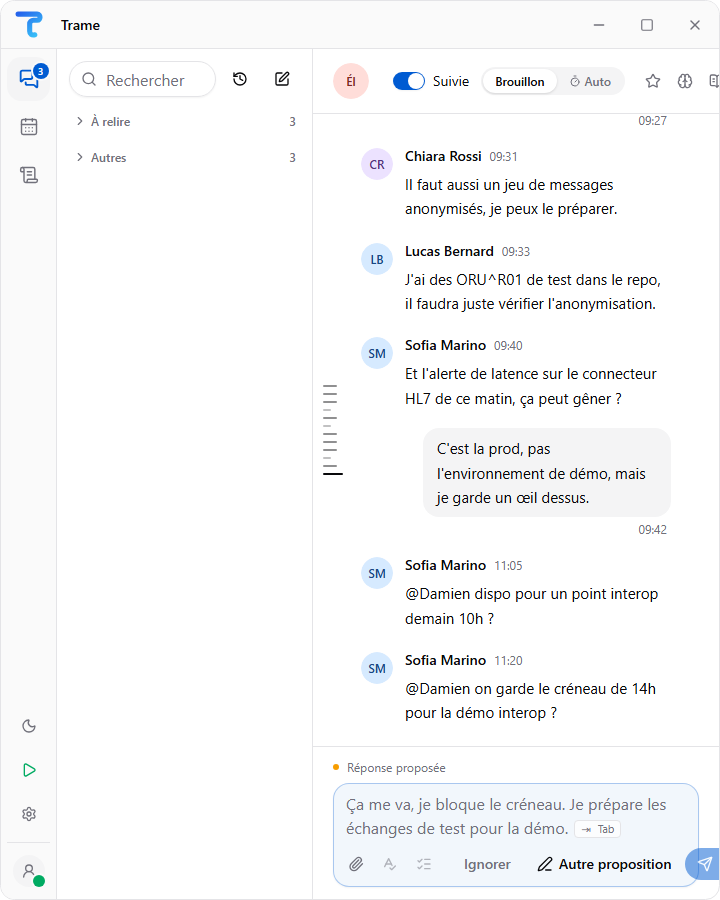 Trame
3
Rechercher
À relire 3
Autres 3
ÉI
Suivie
Brouillon
Auto
09:27
CR
Chiara Rossi 09:31
Il faut aussi un jeu de messages
anonymisés, je peux le préparer.
LB
Lucas Bernard 09:33
J'ai des ORU^R01 de test dans le repo,
il faudra juste vérifier l'anonymisation.
SM
Sofia Marino 09:40
Et l'alerte de latence sur le connecteur
HL7 de ce matin, ça peut gêner ?
C'est la prod, pas
l'environnement de démo, mais
je garde un œil dessus.
09:42
SM
Sofia Marino 11:05
@Damien dispo pour un point interop
demain 10h ?
SM
Sofia Marino 11:20
@Damien on garde le créneau de 14h
pour la démo interop ?
Réponse proposée
Ça me va, je bloque le créneau. Je prépare les
échanges de test pour la démo. Tab
Ignorer
Autre proposition